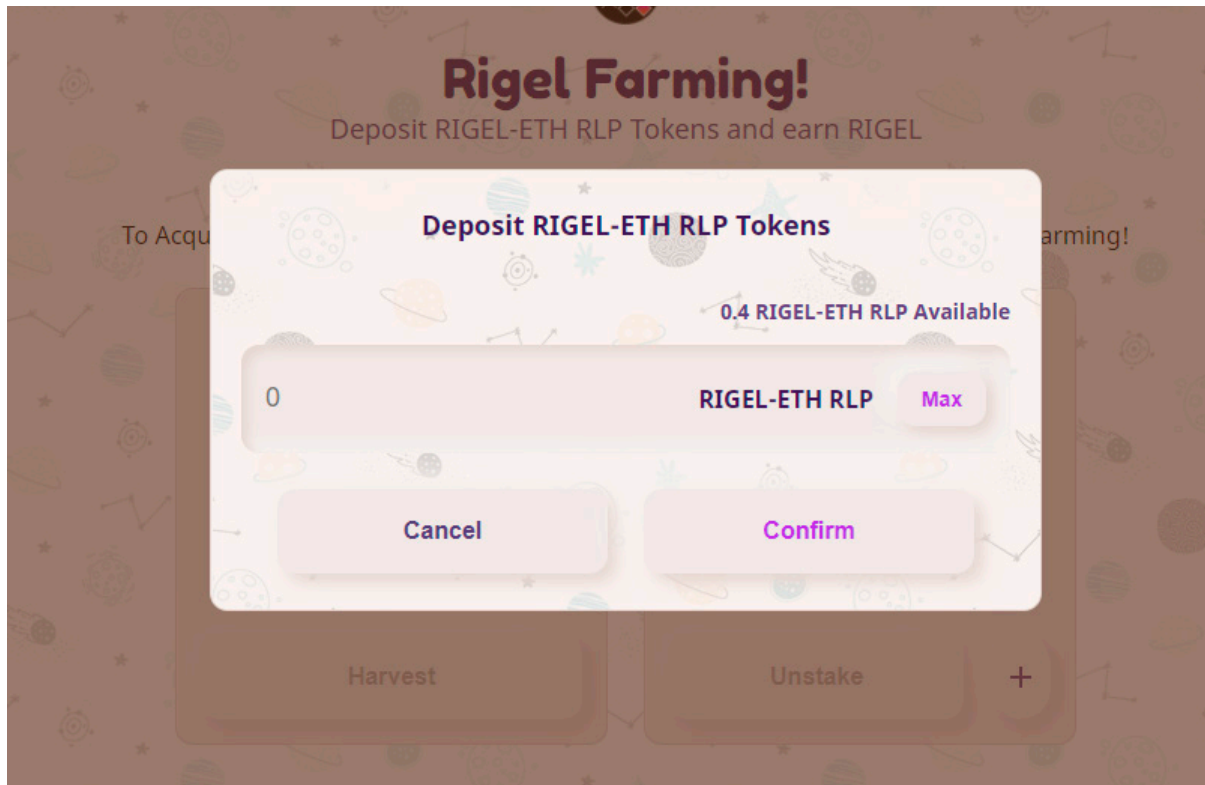 Rigel Farming!
Deposit RIGEL-ETH RLP Tokens and earn RIGEL
To Acqu
arming!
Deposit RIGEL-ETH RLP Tokens
0.4 RIGEL-ETH RLP Available
0 RIGEL-ETH RLP Max
Cancel Confirm
Harvest Unstake +